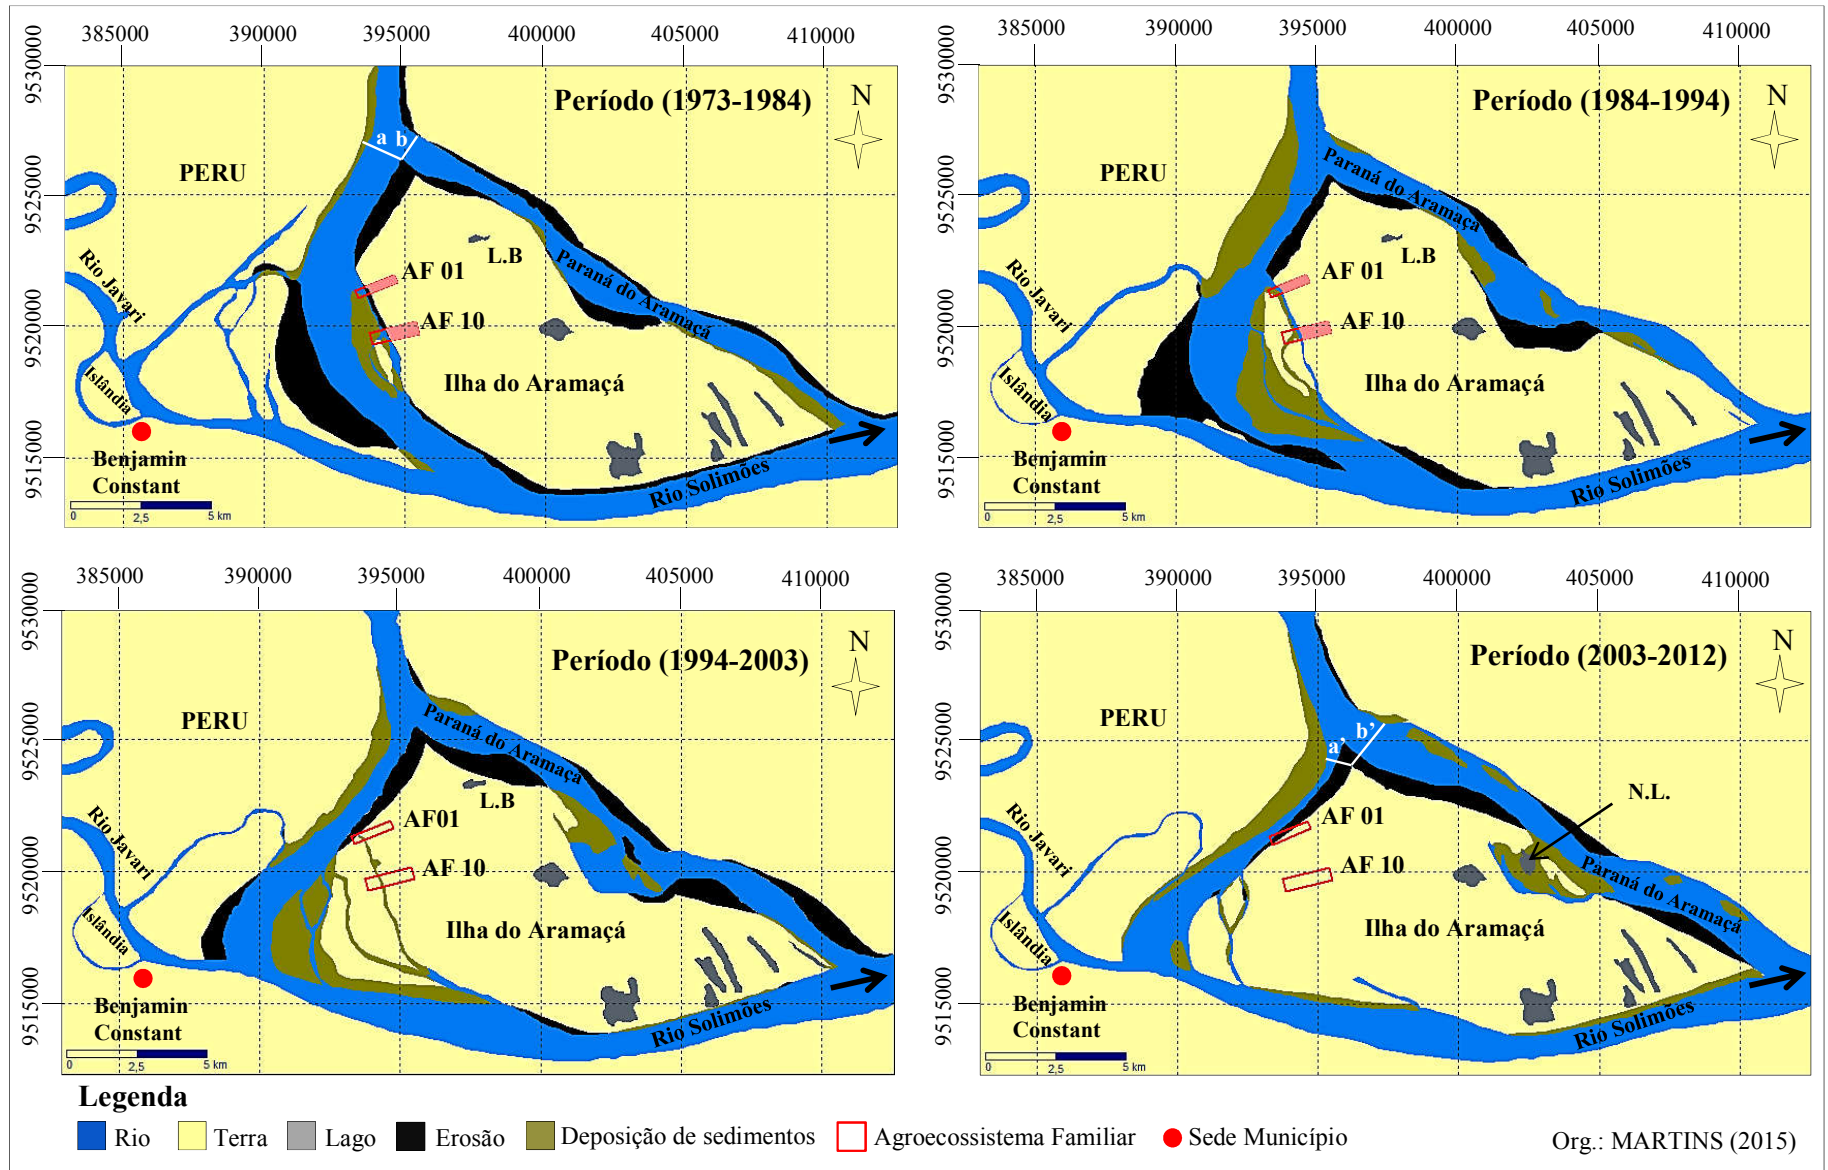 385000 390000 395000 400000 405000 410000
9530000
9525000
9520000
9515000
Período (1973-1984)
N
PERU
a b
L.B
Rio Javari
AF 01
AF 10
Paraná do Aramaçá
Islândia
Ilha do Aramaçá
Benjamin
Constant
Rio Solimões
0 2,5 5 km
385000 390000 395000 400000 405000 410000
9530000
9525000
9520000
9515000
Período (1984-1994)
N
PERU
Paraná do Aramaçá
L.B
Rio Javari
AF 01
AF 10
Islândia
Ilha do Aramaçá
Benjamin
Constant
Rio Solimões
0 2,5 5 km
385000 390000 395000 400000 405000 410000
9530000
9525000
9520000
9515000
Período (1994-2003)
N
PERU
Paraná do Aramaçá
L.B
Rio Javari
AF01
AF 10
Islândia
Ilha do Aramaçá
Benjamin
Constant
Rio Solimões
0 2,5 5 km
385000 390000 395000 400000 405000 410000
9530000
9525000
9520000
9515000
Período (2003-2012)
N
PERU
a' b'
N.L.
Rio Javari
AF 01
AF 10
Paraná do Aramaçá
Islândia
Ilha do Aramaçá
Benjamin
Constant
Rio Solimões
0 2,5 5 km
Legenda
Rio Terra Lago Erosão Deposição de sedimentos Agroecossistema Familiar Sede Município
Org.: MARTINS (2015)